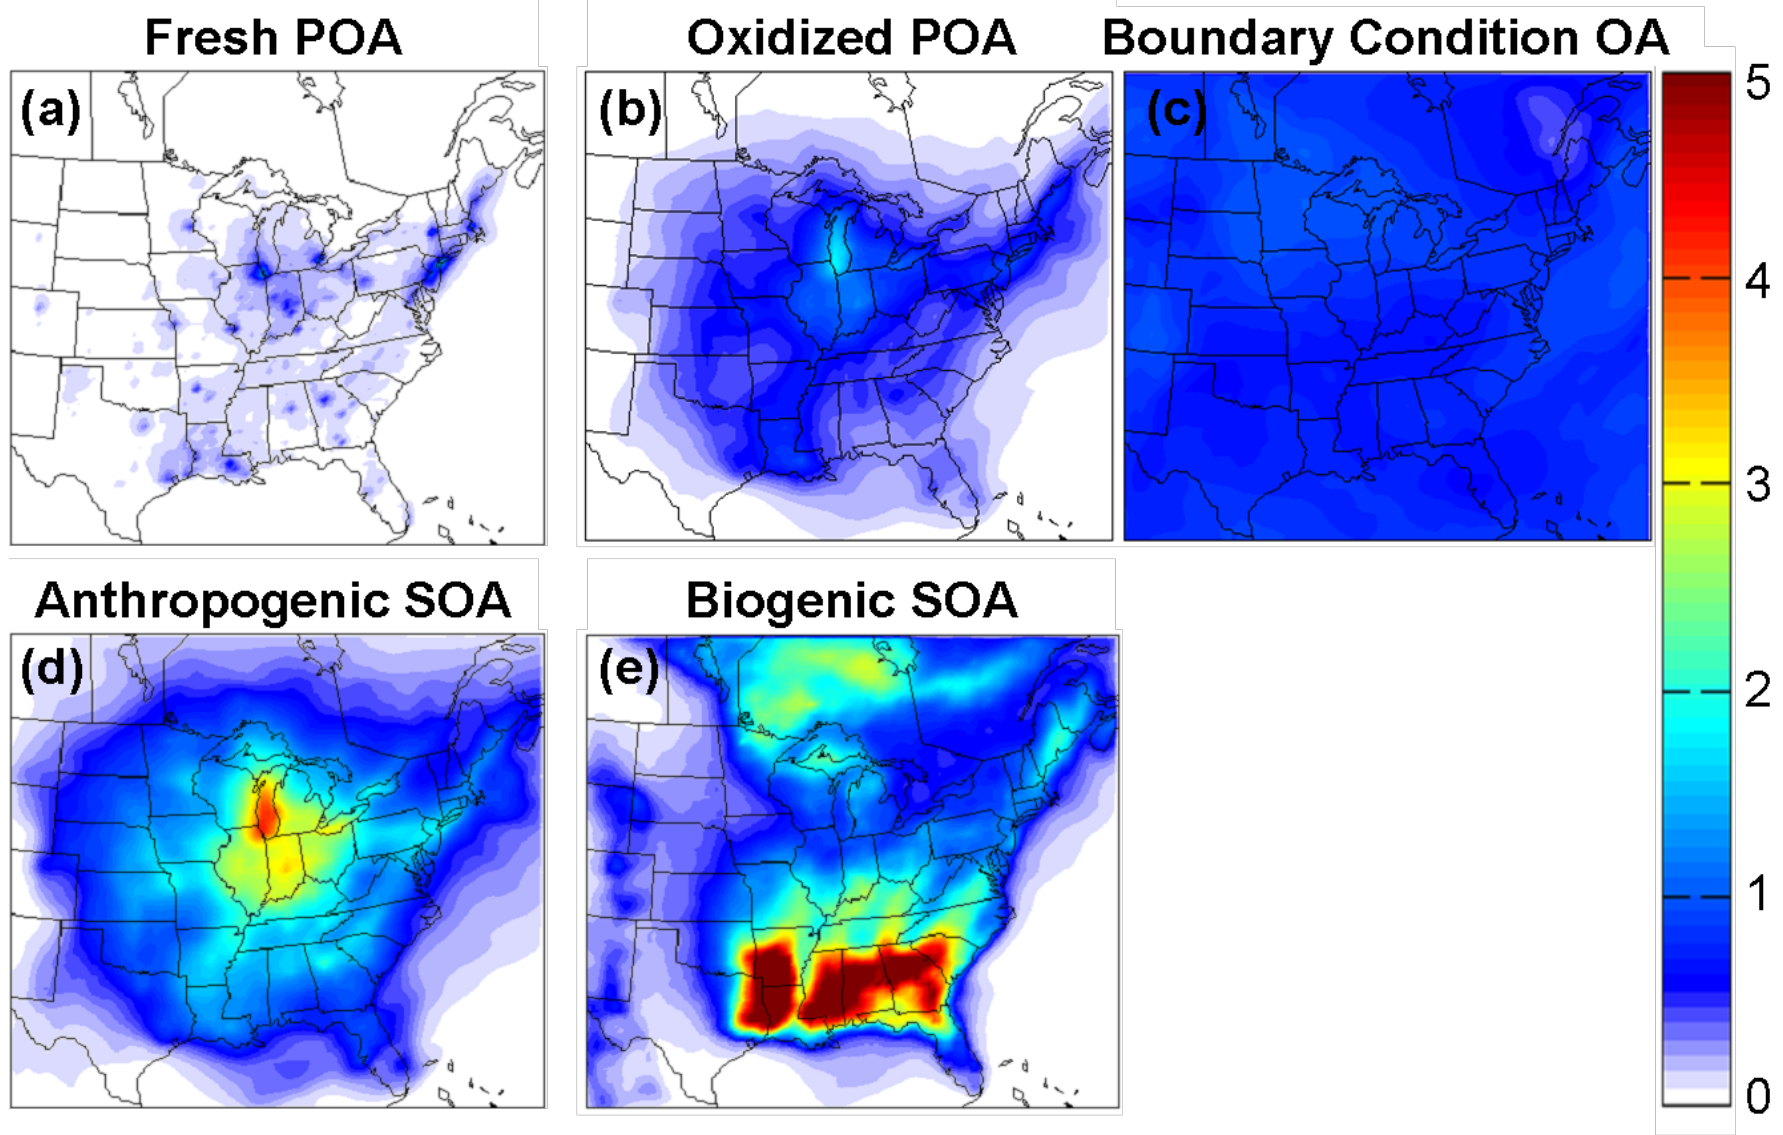 Fresh POA
Oxidized POA
Boundary Condition OA
(a)
(b)
(c)
5
4
3
2
1
0
Anthropogenic SOA
Biogenic SOA
(d)
(e)